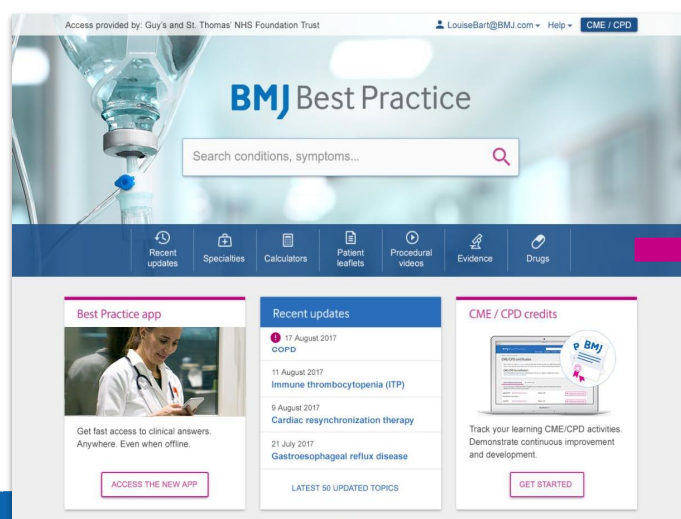 Access provided by: Guy's and St. Thomas' NHS Foundation Trust
LouiseBart@BMJ.com
Help
CME / CPD
BMJ Best Practice
Search conditions, symptoms...
Recent updates
Specialties
Calculators
Patient leaflets
Procedural videos
Evidence
Drugs
Best Practice app
Get fast access to clinical answers.
Anywhere. Even when offline.
ACCESS THE NEW APP
Recent updates
17 August 2017
COPD
11 August 2017
Immune thrombocytopenia (ITP)
9 August 2017
Cardiac resynchronization therapy
21 July 2017
Gastroesophageal reflux disease
LATEST 50 UPDATED TOPICS
CME / CPD credits
BMJ
Track your learning CME/CPD activities.
Demonstrate continuous improvement
and development.
GET STARTED